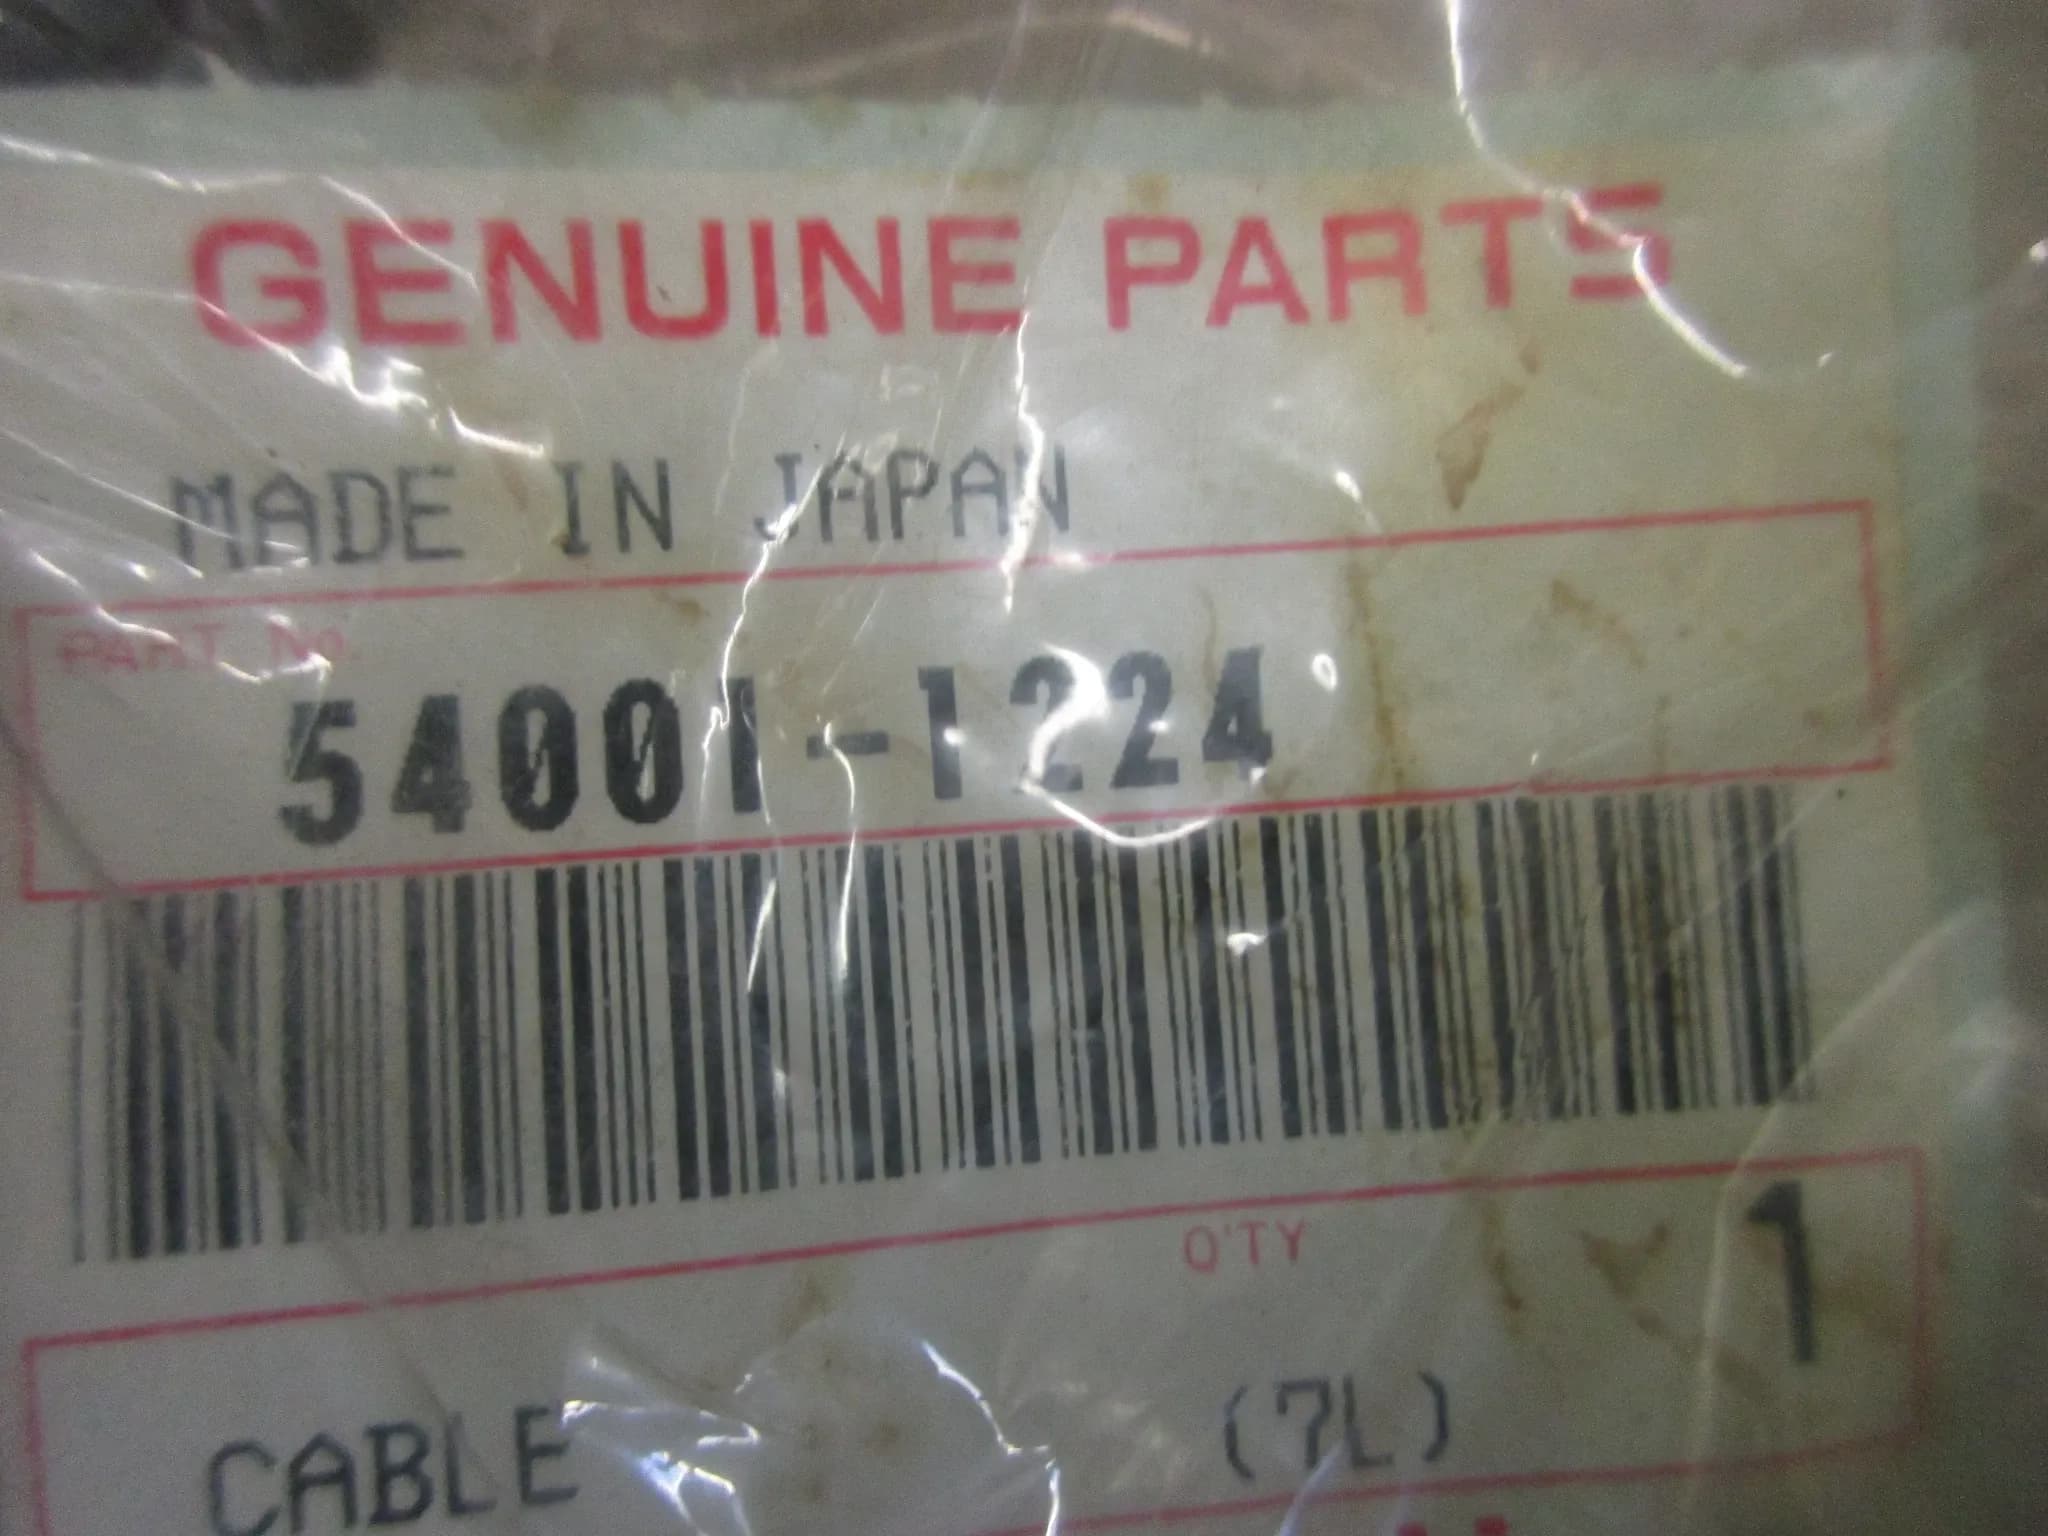 GENUINE PARTS
MADE IN JAPAN
PART No.
54001-1224
Q'TY 1
CABLE (7L)